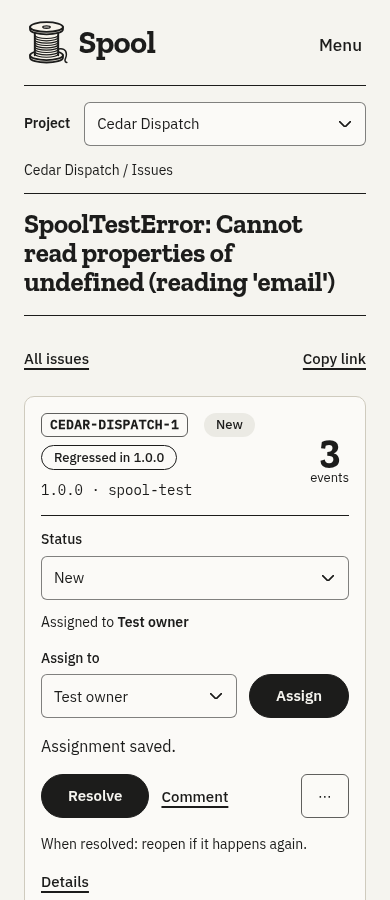 Spool
Menu
Project
Cedar Dispatch
Cedar Dispatch / Issues
SpoolTestError: Cannot
read properties of
undefined (reading 'email')
All issues
Copy link
CEDAR-DISPATCH-1
New
Regressed in 1.0.0
3
events
1.0.0 · spool-test
Status
New
Assigned to Test owner
Assign to
Test owner
Assign
Assignment saved.
Resolve
Comment
...
When resolved: reopen if it happens again.
Details